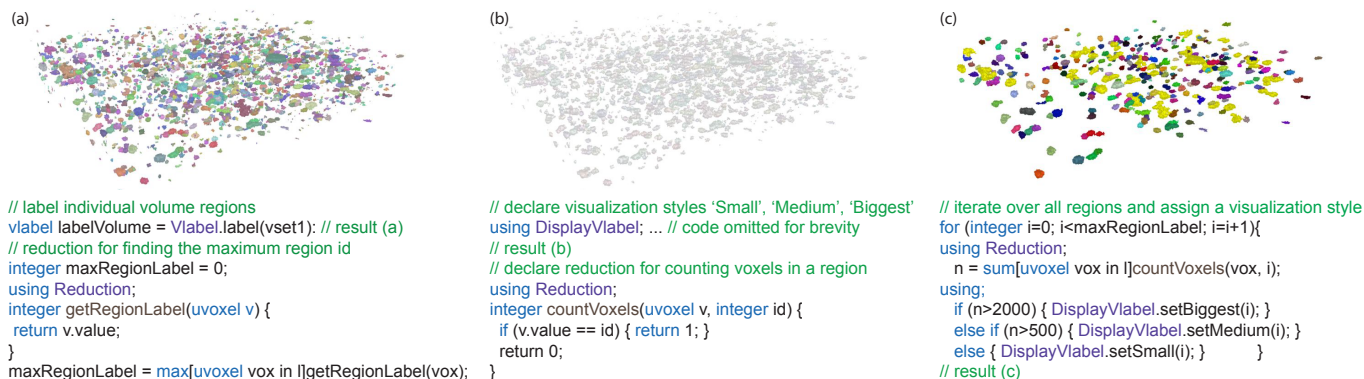 (a)
// label individual volume regions
vlabel labelVolume = Vlabel.label(vset1): // result (a)
// reduction for finding the maximum region id
integer maxRegionLabel = 0;
using Reduction;
integer getRegionLabel(uvoxel v) {
return v.value;
}
maxRegionLabel = max[uvoxel vox in l]getRegionLabel(vox);
(b)
// declare visualization styles ‘Small’, ‘Medium’, ‘Biggest’
using DisplayVlabel; ... // code omitted for brevity
// result (b)
// declare reduction for counting voxels in a region
using Reduction;
integer countVoxels(uvoxel v, integer id) {
if (v.value == id) { return 1; }
return 0;
}
(c)
// iterate over all regions and assign a visualization style
for (integer i=0; i<maxRegionLabel; i=i+1){
using Reduction;
n = sum[uvoxel vox in l]countVoxels(vox, i);
using;
if (n>2000) { DisplayVlabel.setBiggest(i); }
else if (n>500) { DisplayVlabel.setMedium(i); }
else { DisplayVlabel.setSmall(i); } }
// result (c)